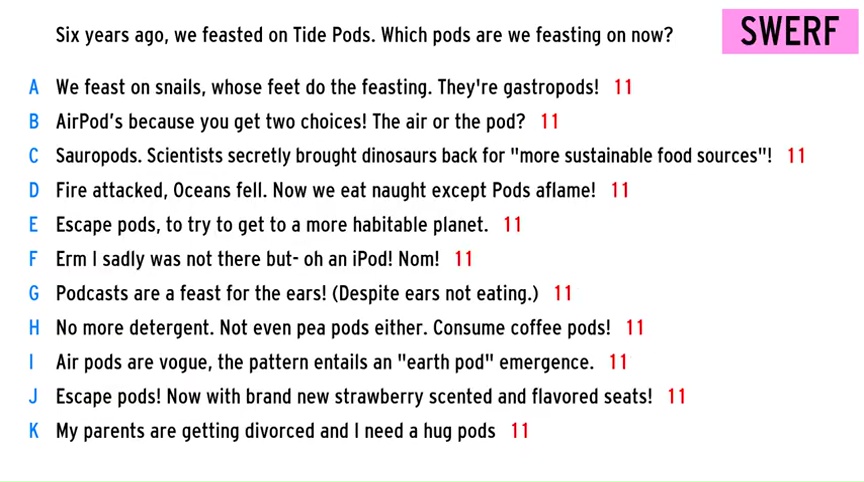 Six years ago, we feasted on Tide Pods. Which pods are we feasting on now?
SWERF
A We feast on snails, whose feet do the feasting. They're gastropods! 11
B AirPod's because you get two choices! The air or the pod? 11
C Sauropods. Scientists secretly brought dinosaurs back for "more sustainable food sources"! 11
D Fire attacked, Oceans fell. Now we eat naught except Pods aflame! 11
E Escape pods, to try to get to a more habitable planet. 11
F Erm I sadly was not there but- oh an iPod! Nom! 11
G Podcasts are a feast for the ears! (Despite ears not eating.) 11
H No more detergent. Not even pea pods either. Consume coffee pods! 11
I Air pods are vogue, the pattern entails an "earth pod" emergence. 11
J Escape pods! Now with brand new strawberry scented and flavored seats! 11
K My parents are getting divorced and I need a hug pods 11